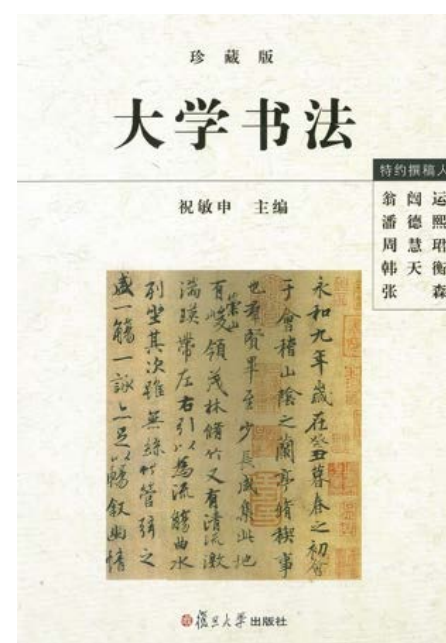 珍藏版
大学书法
祝敏申 主编
特约撰稿人
翁闿运
潘德熙
周慧珺
韩天衡
张森
永和九年歲在癸丑暮春之初會
于會稽山陰之蘭亭脩稧事
也羣賢畢至少長咸集此地
有崇山峻領茂林脩竹又有清流激
湍暎帶左右引以為流觴曲水
列坐其次雖無絲竹管弦之
盛一觴一詠亦足以暢敘幽情
復旦大学出版社